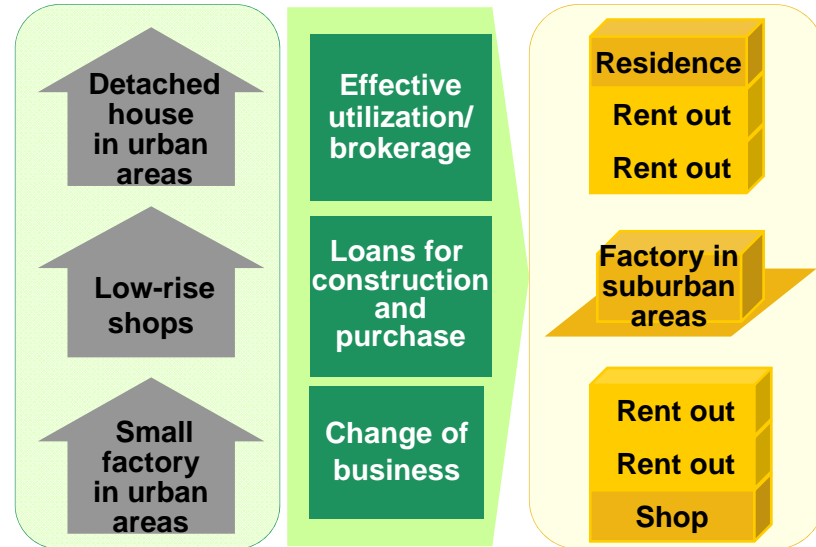 Detached
house
in urban
areas
Low-rise
shops
Small
factory
in urban
areas
Effective
utilization/
brokerage
Loans for
construction
and
purchase
Change of
business
Residence
Rent out
Rent out
Factory in
suburban
areas
Rent out
Rent out
Shop